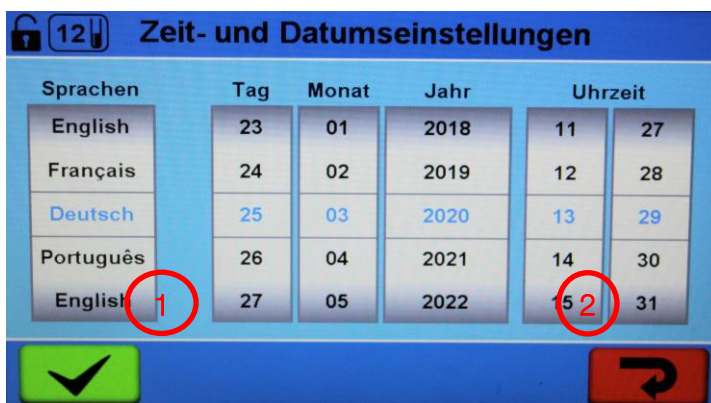 12 Zeit- und Datumseinstellungen
Sprachen Tag Monat Jahr Uhrzeit
English 23 01 2018 11 27
Français 24 02 2019 12 28
Deutsch 25 03 2020 13 29
Português 26 04 2021 14 30
English 1 27 05 2022 15 2 31